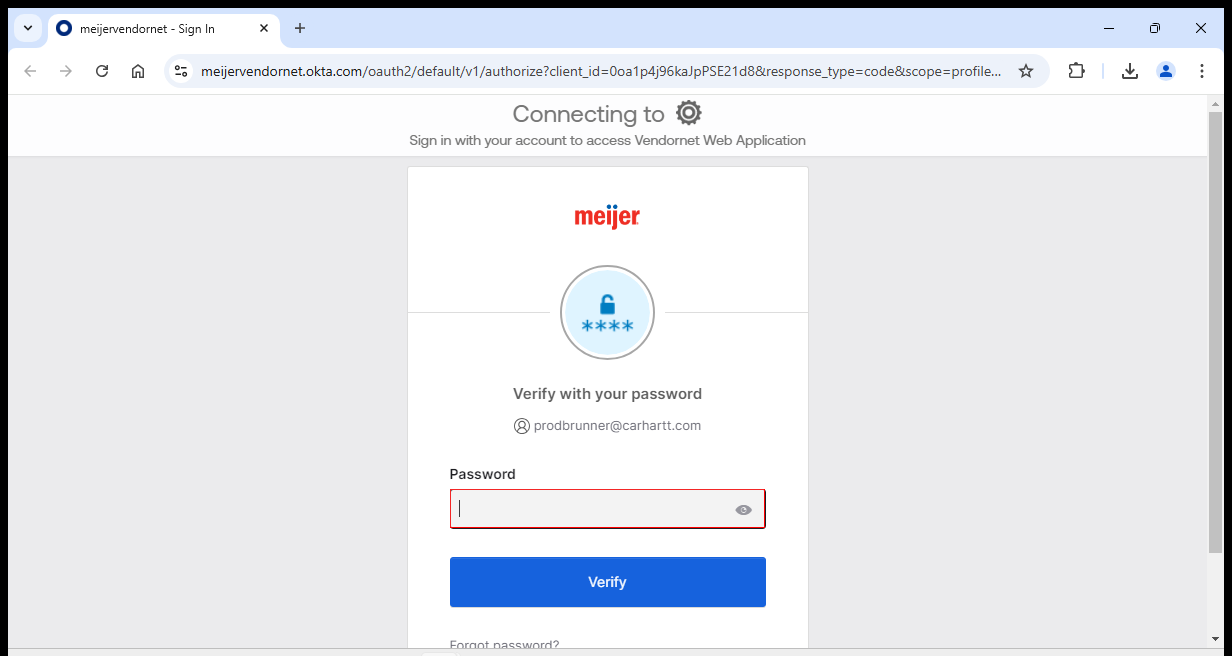 meijervendornet - Sign In
meijervendornet.okta.com/oauth2/default/v1/authorize?client_id=0oa1p4j96kaJpPSE21d8&response_type=code&scope=profile...
Connecting to
Sign in with your account to access Vendornet Web Application
meijer
****
Verify with your password
prodbrunner@carhartt.com
Password
Verify
Forgot password?